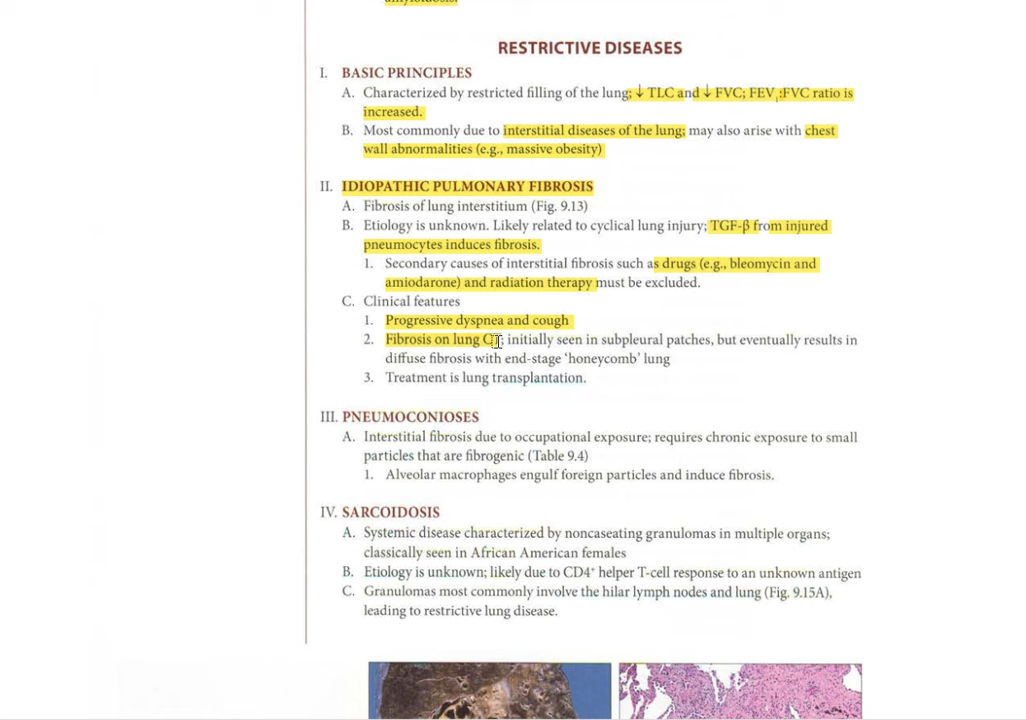 amyloidosis.
RESTRICTIVE DISEASES
I. BASIC PRINCIPLES
A. Characterized by restricted filling of the lung; ↓ TLC and ↓ FVC; FEV₁:FVC ratio is
increased.
B. Most commonly due to interstitial diseases of the lung; may also arise with chest
wall abnormalities (e.g., massive obesity)
II. IDIOPATHIC PULMONARY FIBROSIS
A. Fibrosis of lung interstitium (Fig. 9.13)
B. Etiology is unknown. Likely related to cyclical lung injury; TGF-β from injured
pneumocytes induces fibrosis.
1. Secondary causes of interstitial fibrosis such as drugs (e.g., bleomycin and
amiodarone) and radiation therapy must be excluded.
C. Clinical features
1. Progressive dyspnea and cough
2. Fibrosis on lung CT; initially seen in subpleural patches, but eventually results in
diffuse fibrosis with end-stage ‘honeycomb’ lung
3. Treatment is lung transplantation.
III. PNEUMOCONIOSES
A. Interstitial fibrosis due to occupational exposure; requires chronic exposure to small
particles that are fibrogenic (Table 9.4)
1. Alveolar macrophages engulf foreign particles and induce fibrosis.
IV. SARCOIDOSIS
A. Systemic disease characterized by noncaseating granulomas in multiple organs;
classically seen in African American females
B. Etiology is unknown; likely due to CD4⁺ helper T-cell response to an unknown antigen
C. Granulomas most commonly involve the hilar lymph nodes and lung (Fig. 9.15A),
leading to restrictive lung disease.